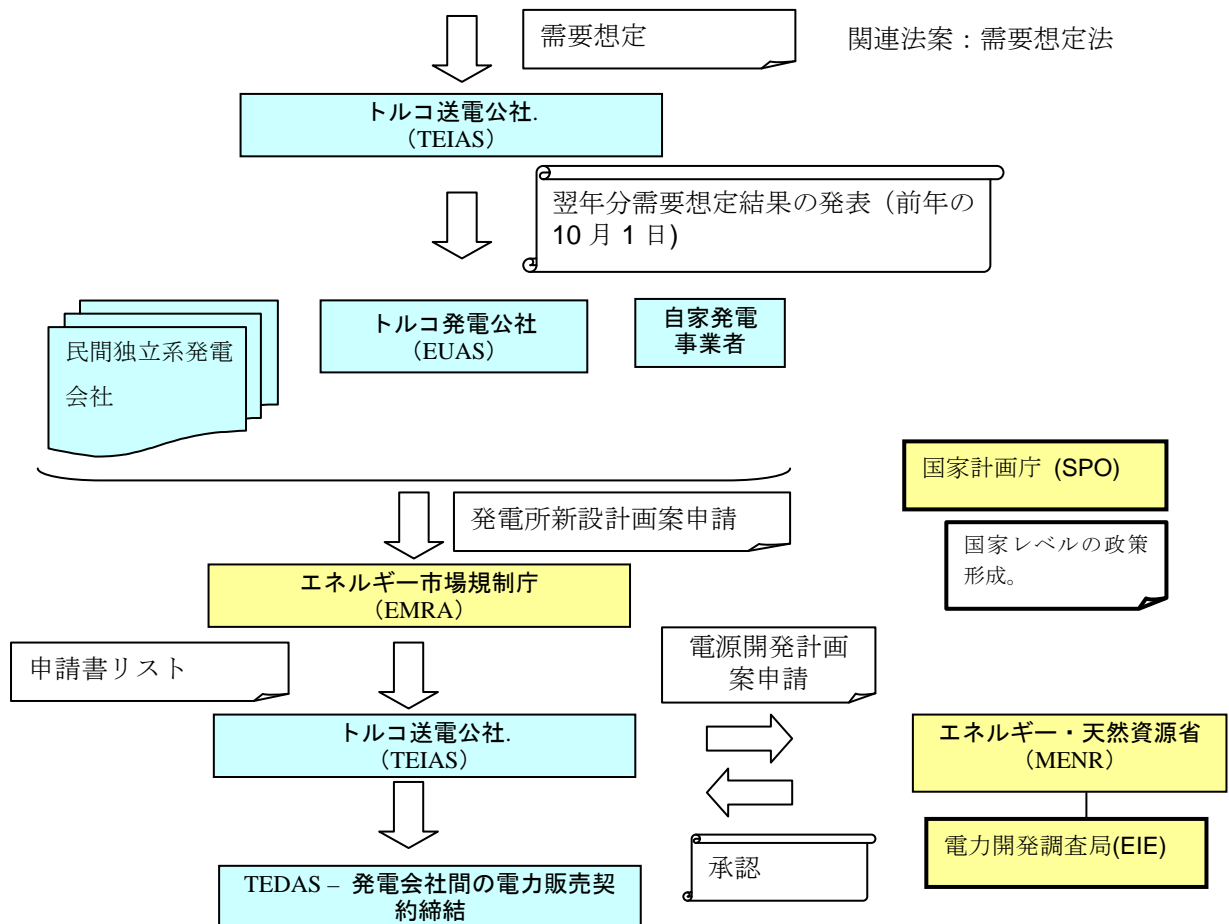 需要想定
関連法案：需要想定法
トルコ送電公社.
（TEIAS）
翌年分需要想定結果の発表（前年の
10 月 1 日)
民間独立系発電
会社
トルコ発電公社
（EUAS）
自家発電
事業者
国家計画庁 (SPO)
発電所新設計画案申請
国家レベルの政策
形成。
エネルギー市場規制庁
（EMRA）
申請書リスト
電源開発計画
案申請
トルコ送電公社.
（TEIAS）
エネルギー・天然資源省
（MENR）
電力開発調査局(EIE)
承認
TEDAS – 発電会社間の電力販売契
約締結